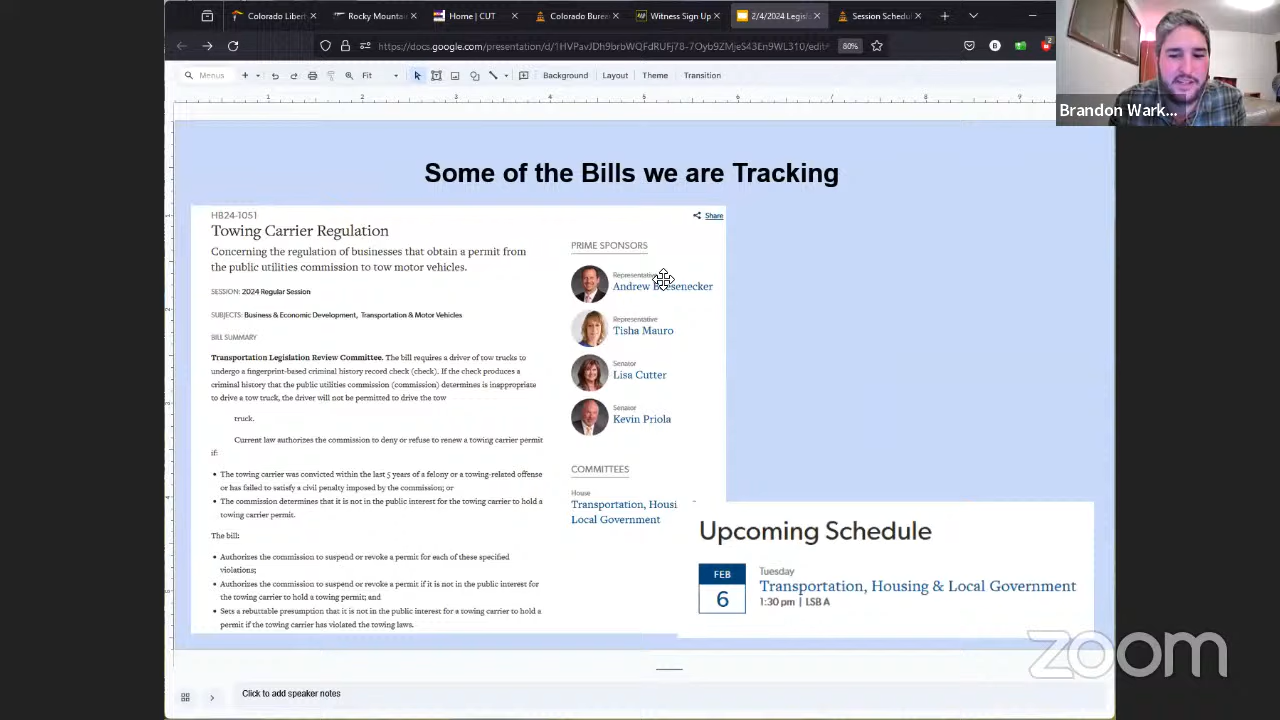 Colorado Libert
Rocky Mountain
Home | CUT
Colorado Bureau
Witness Sign Up
2/4/2024 Legisl
Session Schedul
https://docs.google.com/presentation/d/
80%
Menus
Fit
Background
Layout
Theme
Transition
Brandon Wark...
Some of the Bills we are Tracking
HB24-1051
Share
Towing Carrier Regulation
Concerning the regulation of businesses that obtain a permit from
the public utilities commission to tow motor vehicles.
SESSION: 2024 Regular Session
SUBJECTS: Business & Economic Development, Transportation & Motor Vehicles
BILL SUMMARY
Transportation Legislation Review Committee. The bill requires a driver of tow trucks to
undergo a fingerprint-based criminal history record check (check). If the check produces a
criminal history that the public utilities commission (commission) determines is inappropriate
to drive a tow truck, the driver will not be permitted to drive the tow
truck.
Current law authorizes the commission to deny or refuse to renew a towing carrier permit
if:
• The towing carrier was convicted within the last 5 years of a felony or a towing-related offense
or has failed to satisfy a civil penalty imposed by the commission; or
• The commission determines that it is not in the public interest for the towing carrier to hold a
towing carrier permit.
The bill:
• Authorizes the commission to suspend or revoke a permit for each of these specified
violations;
• Authorizes the commission to suspend or revoke a permit if it is not in the public interest for
the towing carrier to hold a towing permit; and
• Sets a rebuttable presumption that it is not in the public interest for a towing carrier to hold a
permit if the towing carrier has violated the towing laws.
PRIME SPONSORS
Representative
Andrew Boesenecker
Representative
Tisha Mauro
Senator
Lisa Cutter
Senator
Kevin Priola
COMMITTEES
House
Transportation, Housi
Local Government
Upcoming Schedule
FEB
6
Tuesday
Transportation, Housing & Local Government
1:30 pm | LSB A
zoom
Click to add speaker notes